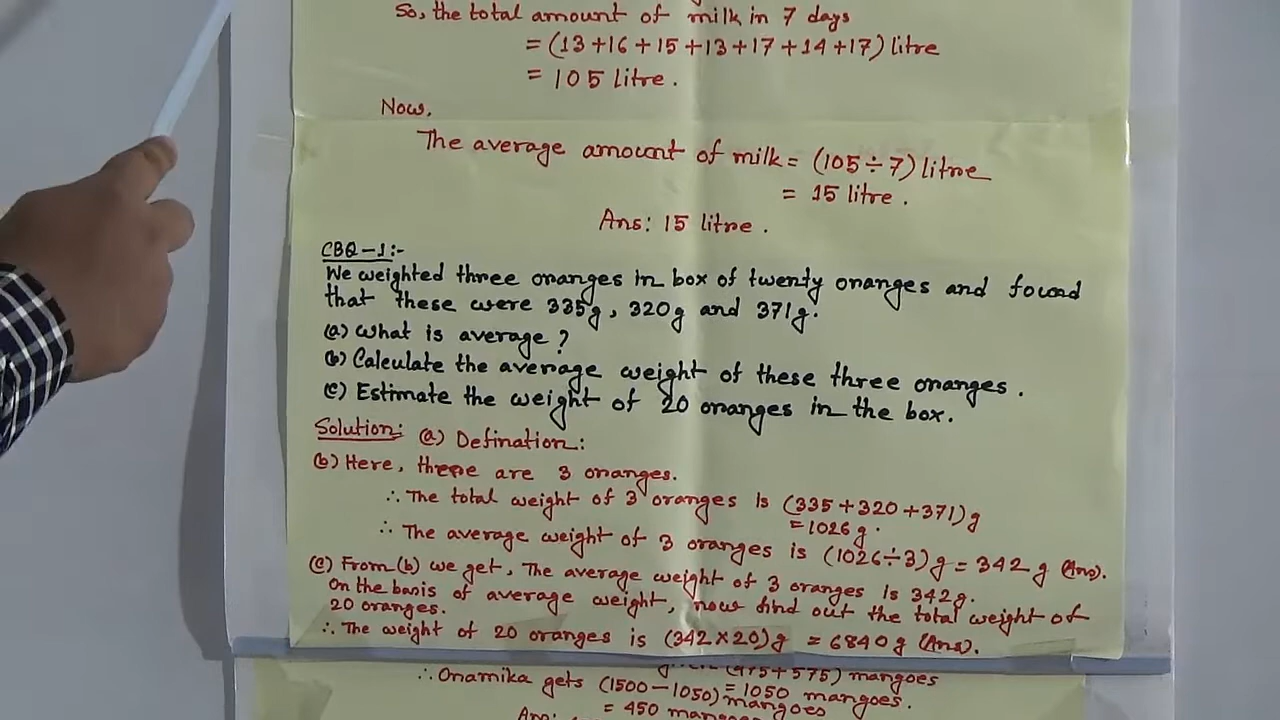 So, the total amount of milk in 7 days
= (13+16+15+13+17+14+17) litre
= 105 litre.
Now,
The average amount of milk = (105÷7) litre
= 15 litre.
Ans: 15 litre.
CBQ-1:-
We weighted three oranges in box of twenty oranges and found
that these were 335g, 320g and 371g.
(a) What is average?
(b) Calculate the average weight of these three oranges.
(c) Estimate the weight of 20 oranges in the box.
Solution: (a) Defination:
(b) Here, there are 3 oranges.
∴ The total weight of 3 oranges is (335+320+371)g
= 1026g.
∴ The average weight of 3 oranges is (1026÷3)g = 342g (Ans).
(c) From (b) we get, The average weight of 3 oranges is 342g.
On the basis of average weight, now find out the total weight of
20 oranges.
∴ The weight of 20 oranges is (342×20)g = 6840g (Ans).
(475+575) mangoes
= 1050 mangoes.
∴ Onamika gets (1500-1050) mangoes
= 450 mangoes
Ans: